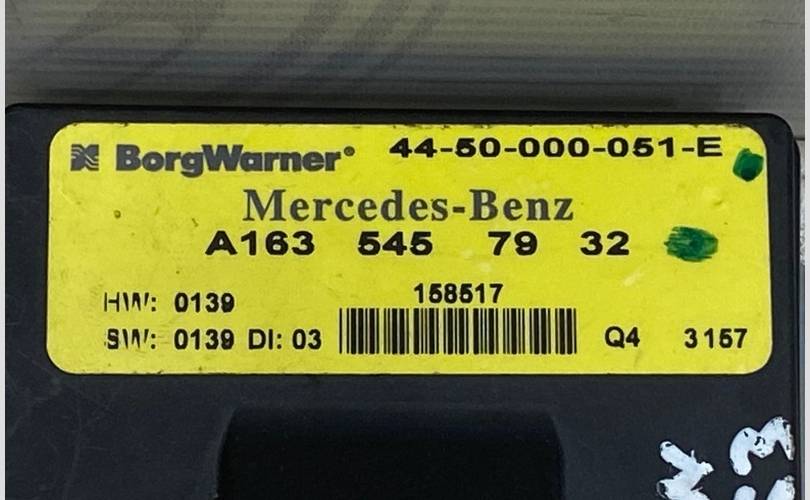 BorgWarner® 44-50-000-051-E
Mercedes-Benz
A163 545 79 32
HW: 0139
158517
SW: 0139 DI: 03
Q4 3157